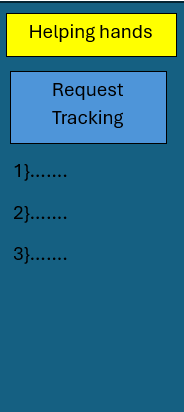 Helping hands
Request
Tracking
1}.......
2}.......
3}.......